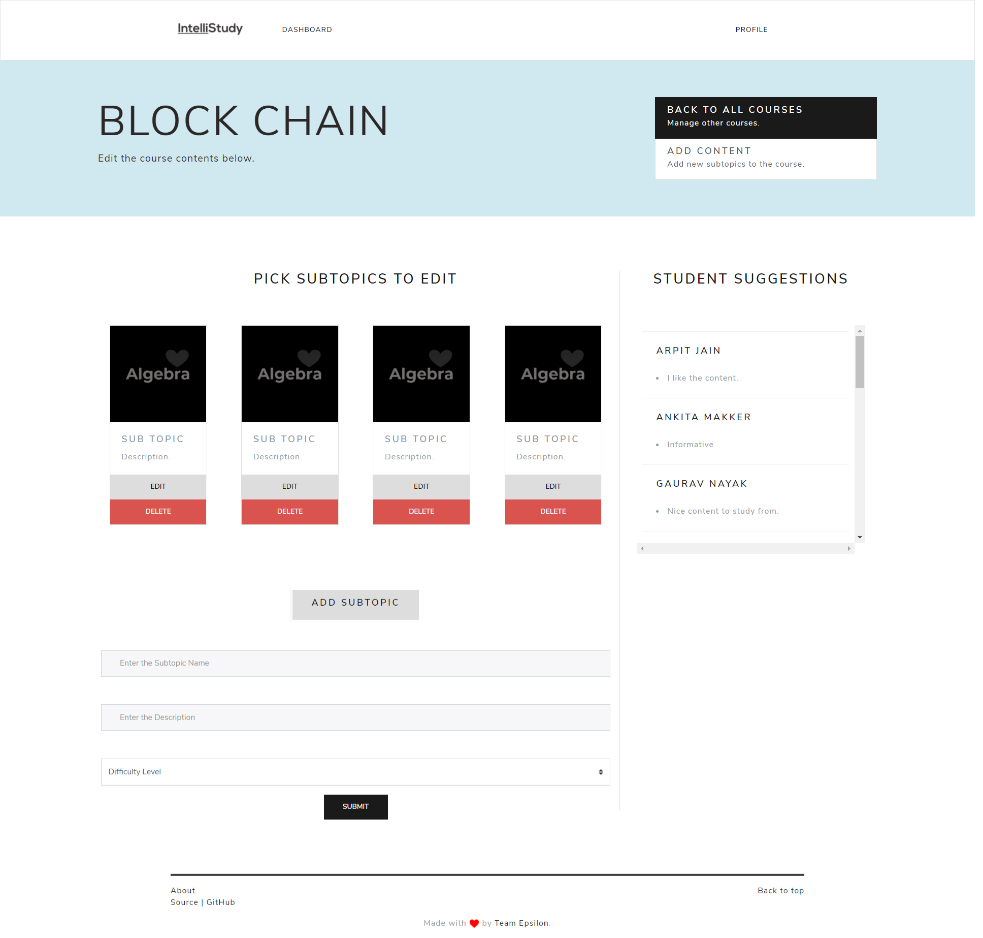 IntelliStudy
DASHBOARD
PROFILE
BLOCK CHAIN
Edit the course contents below.
BACK TO ALL COURSES
Manage other courses.
ADD CONTENT
Add new subtopics to the course.
PICK SUBTOPICS TO EDIT
Algebra
SUB TOPIC
Description.
EDIT
DELETE
Algebra
SUB TOPIC
Description.
EDIT
DELETE
Algebra
SUB TOPIC
Description.
EDIT
DELETE
Algebra
SUB TOPIC
Description.
EDIT
DELETE
ADD SUBTOPIC
Enter the Subtopic Name
Enter the Description
Difficulty Level
SUBMIT
STUDENT SUGGESTIONS
ARPIT JAIN
I like the content.
ANKITA MAKKER
Informative
GAURAV NAYAK
Nice content to study from.
About
Source | GitHub
Back to top
Made with ❤ by Team Epsilon.